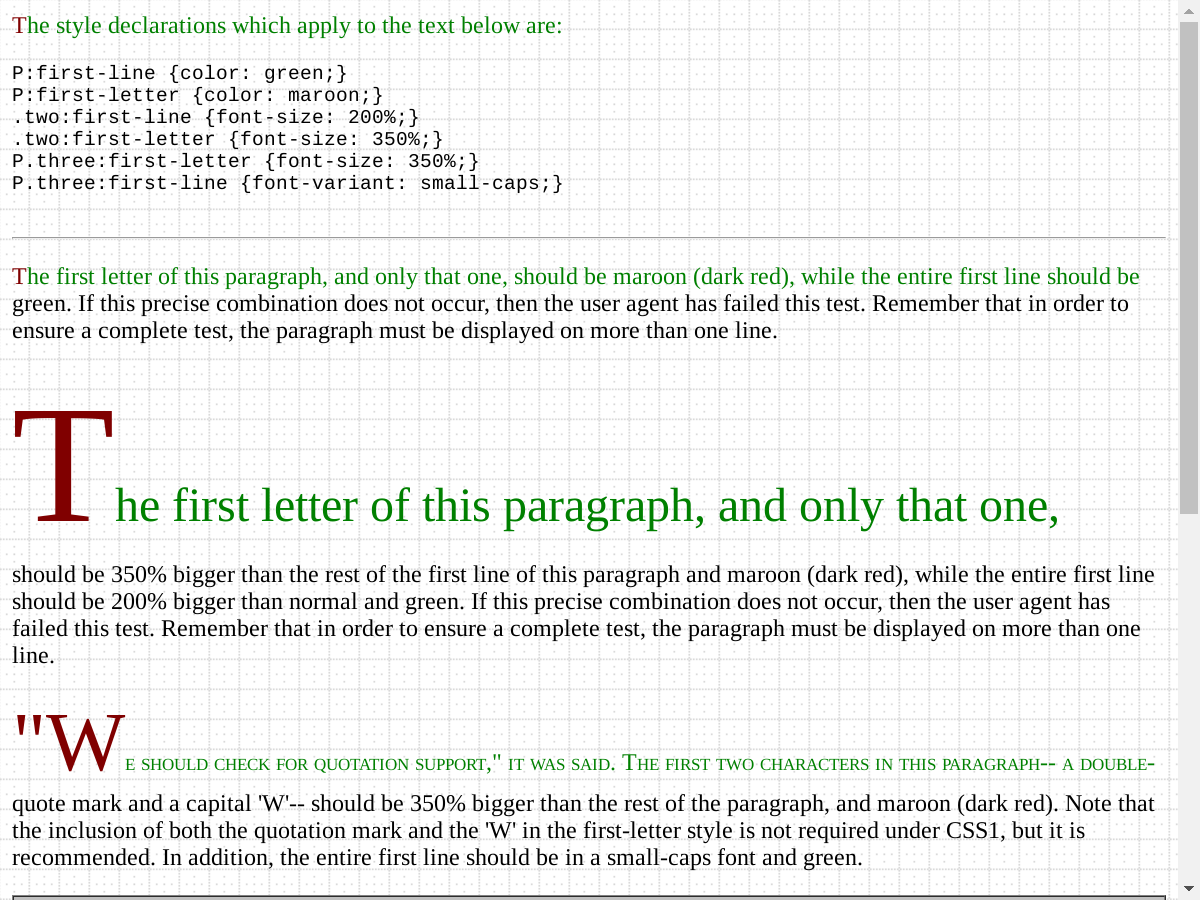 The style declarations which apply to the text below are:
P:first-line {color: green;}
P:first-letter {color: maroon;}
.two:first-line {font-size: 200%;}
.two:first-letter {font-size: 350%;}
P.three:first-letter {font-size: 350%;}
P.three:first-line {font-variant: small-caps;}
The first letter of this paragraph, and only that one, should be maroon (dark red), while the entire first line should be
green. If this precise combination does not occur, then the user agent has failed this test. Remember that in order to
ensure a complete test, the paragraph must be displayed on more than one line.
The first letter of this paragraph, and only that one,
should be 350% bigger than the rest of the first line of this paragraph and maroon (dark red), while the entire first line
should be 200% bigger than normal and green. If this precise combination does not occur, then the user agent has
failed this test. Remember that in order to ensure a complete test, the paragraph must be displayed on more than one
line.
"We should check for quotation support," it was said. The first two characters in this paragraph-- a double-
quote mark and a capital 'W'-- should be 350% bigger than the rest of the paragraph, and maroon (dark red). Note that
the inclusion of both the quotation mark and the 'W' in the first-letter style is not required under CSS1, but it is
recommended. In addition, the entire first line should be in a small-caps font and green.